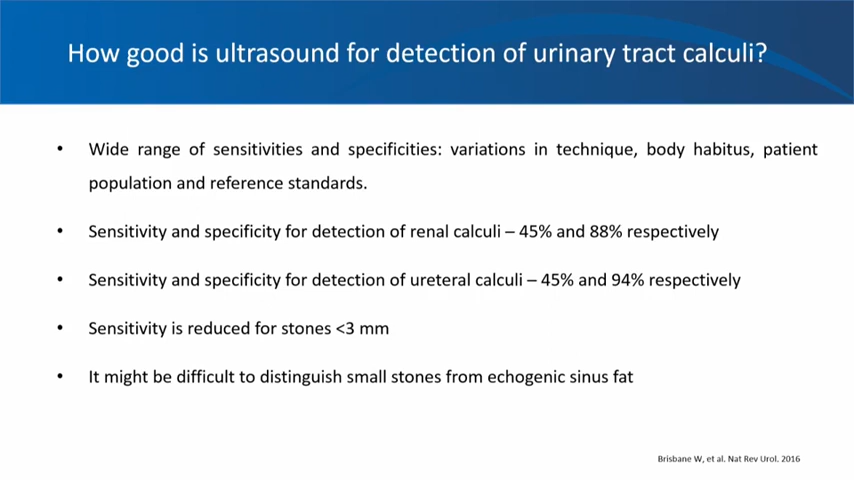 How good is ultrasound for detection of urinary tract calculi?
• Wide range of sensitivities and specificities: variations in technique, body habitus, patient
population and reference standards.
• Sensitivity and specificity for detection of renal calculi – 45% and 88% respectively
• Sensitivity and specificity for detection of ureteral calculi – 45% and 94% respectively
• Sensitivity is reduced for stones <3 mm
• It might be difficult to distinguish small stones from echogenic sinus fat
Brisbane W, et al. Nat Rev Urol. 2016